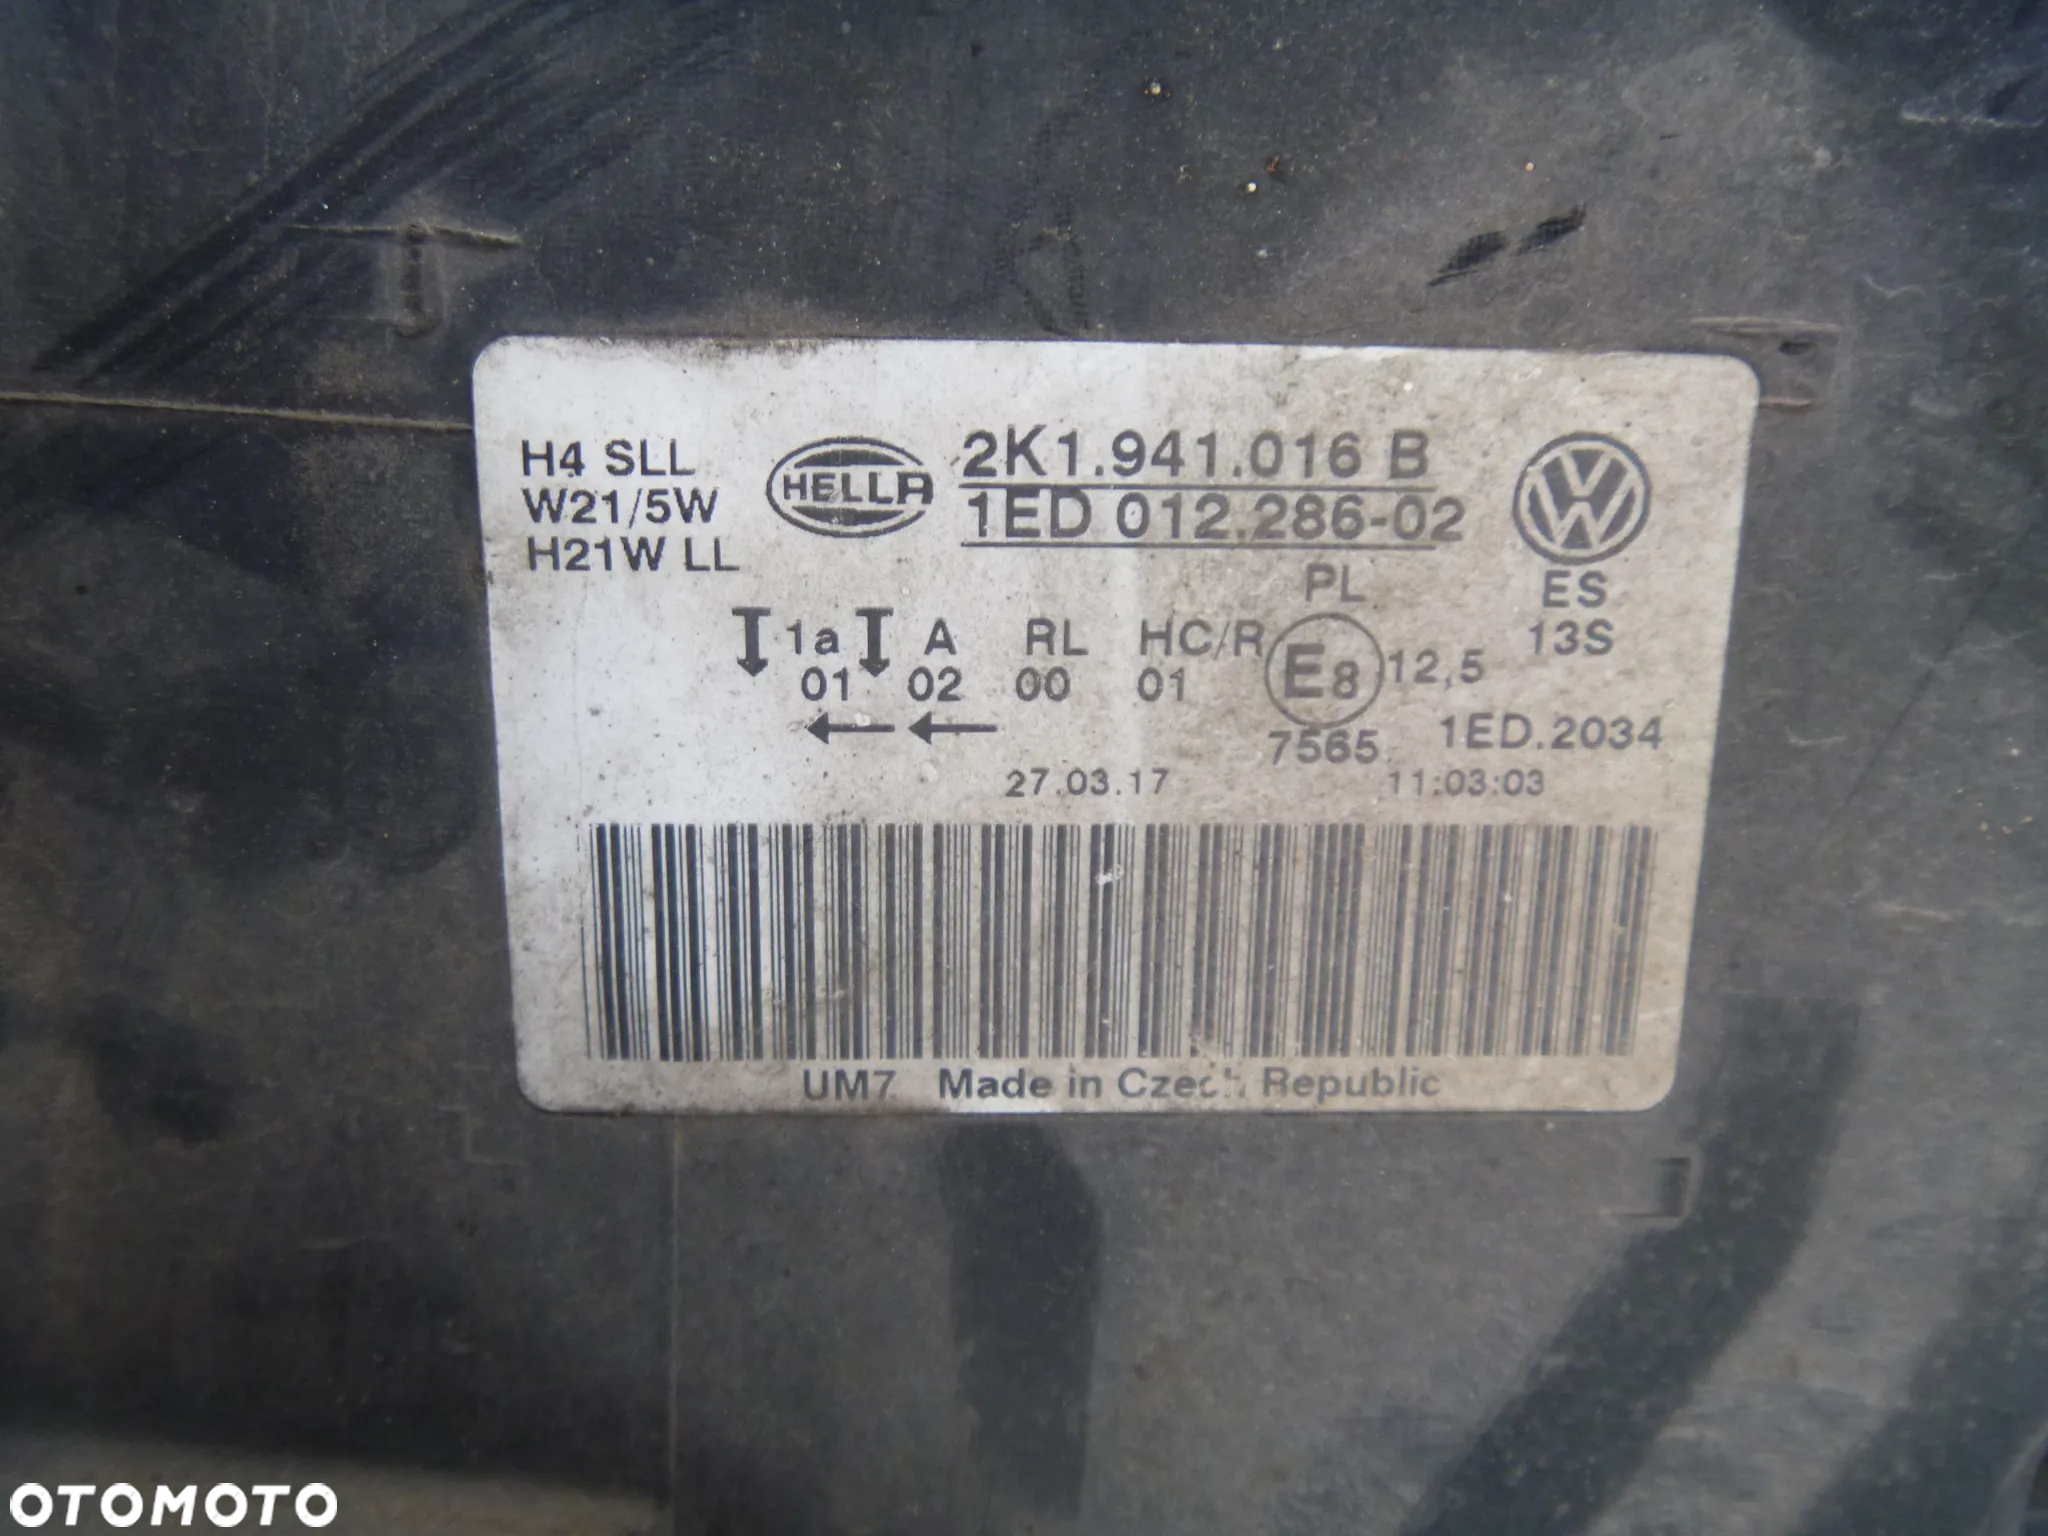 H4 SLL
W21/5W
H21W LL
HELLA
2K1.941.016 B
1ED 012.286-02
PL
ES
13S
1a A RL HC/R
01 02 00 01
E8
12,5
7565
1ED.2034
27.03.17 11:03:03
UM7 Made in Czech Republic
OTOMOTO